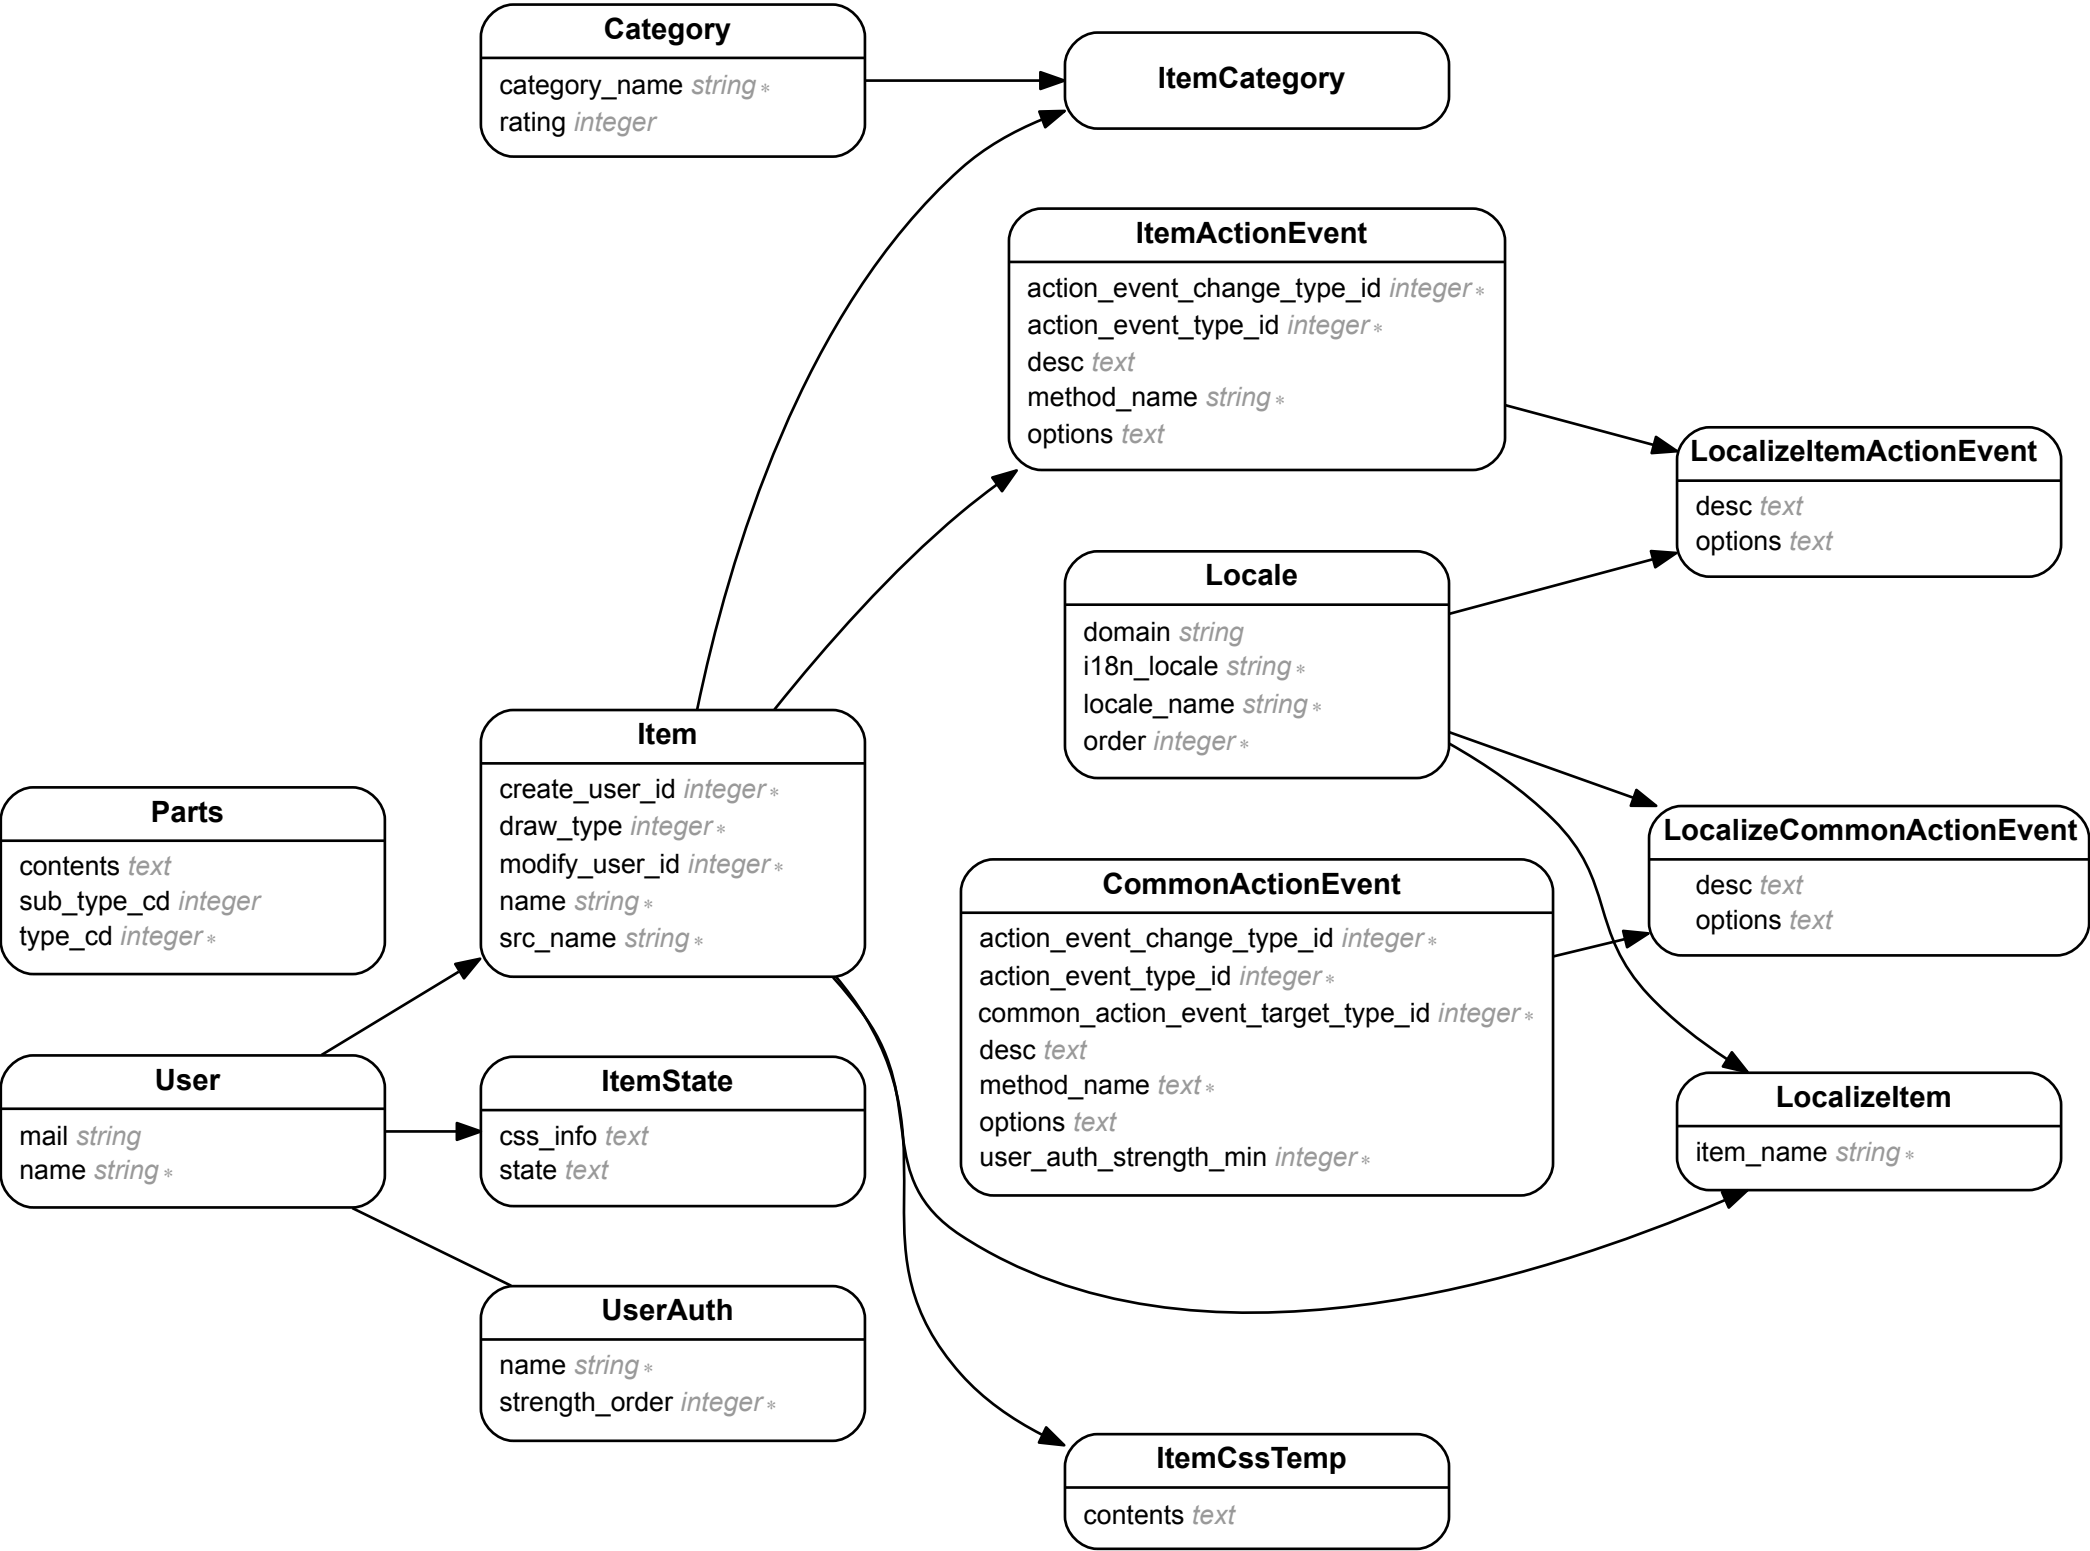 Category
category_name string∗
rating integer
ItemCategory
ItemActionEvent
action_event_change_type_id integer∗
action_event_type_id integer∗
desc text
method_name string∗
options text
LocalizeItemActionEvent
desc text
options text
Locale
domain string
i18n_locale string∗
locale_name string∗
order integer∗
Item
create_user_id integer∗
draw_type integer∗
modify_user_id integer∗
name string∗
src_name string∗
Parts
contents text
sub_type_cd integer
type_cd integer∗
LocalizeCommonActionEvent
desc text
options text
CommonActionEvent
action_event_change_type_id integer∗
action_event_type_id integer∗
common_action_event_target_type_id integer∗
desc text
method_name text∗
options text
user_auth_strength_min integer∗
User
mail string
name string∗
ItemState
css_info text
state text
LocalizeItem
item_name string∗
UserAuth
name string∗
strength_order integer∗
ItemCssTemp
contents text